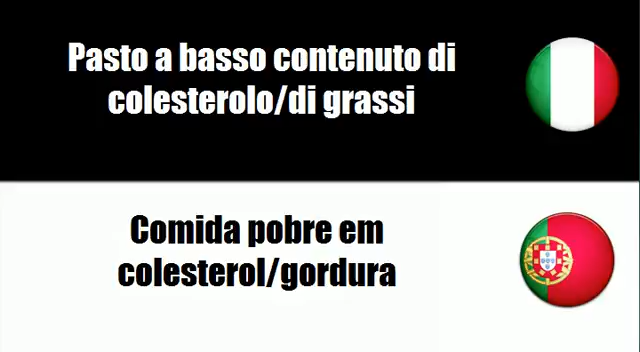 Pasto a basso contenuto di
colesterolo/di grassi
Comida pobre em
colesterol/gordura